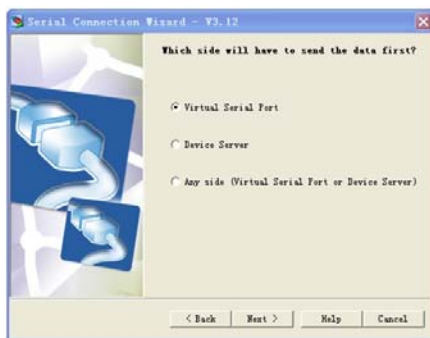 Serial Connection Wizard - V3.12
Which side will have to send the data first?
Virtual Serial Port
Device Server
Any side (Virtual Serial Port or Device Server)
< Back Next > Help Cancel